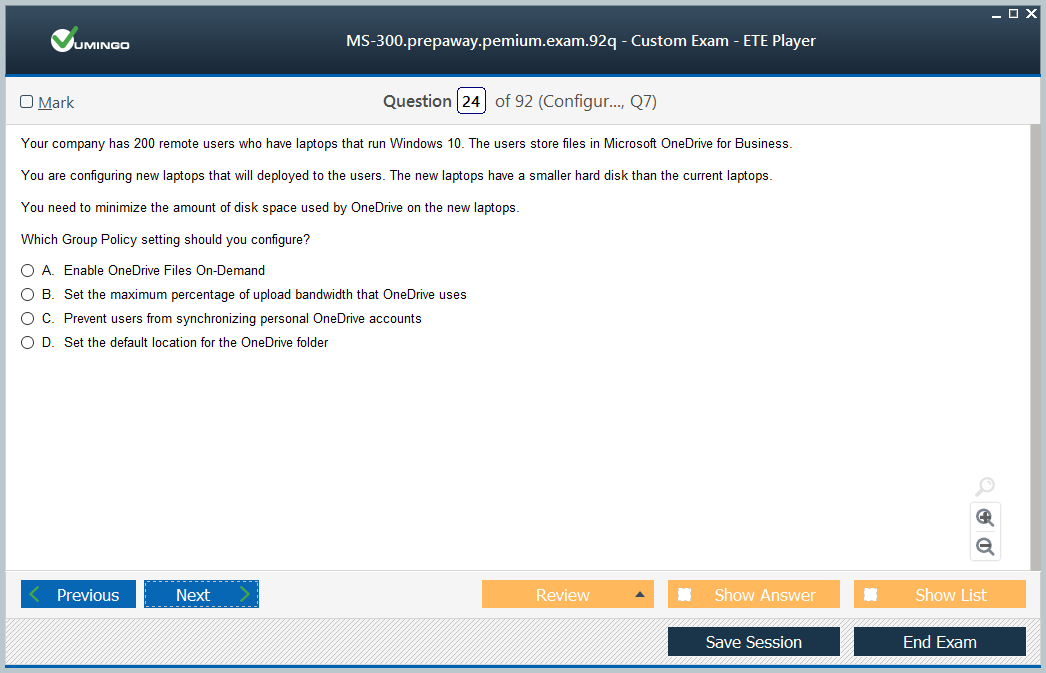 VUMINGO
MS-300.prepaway.pemium.exam.92q - Custom Exam - ETE Player
Mark
Question 24 of 92 (Configur..., Q7)
Your company has 200 remote users who have laptops that run Windows 10. The users store files in Microsoft OneDrive for Business.
You are configuring new laptops that will deployed to the users. The new laptops have a smaller hard disk than the current laptops.
You need to minimize the amount of disk space used by OneDrive on the new laptops.
Which Group Policy setting should you configure?
A. Enable OneDrive Files On-Demand
B. Set the maximum percentage of upload bandwidth that OneDrive uses
C. Prevent users from synchronizing personal OneDrive accounts
D. Set the default location for the OneDrive folder
Previous Next Review Show Answer Show List
Save Session End Exam